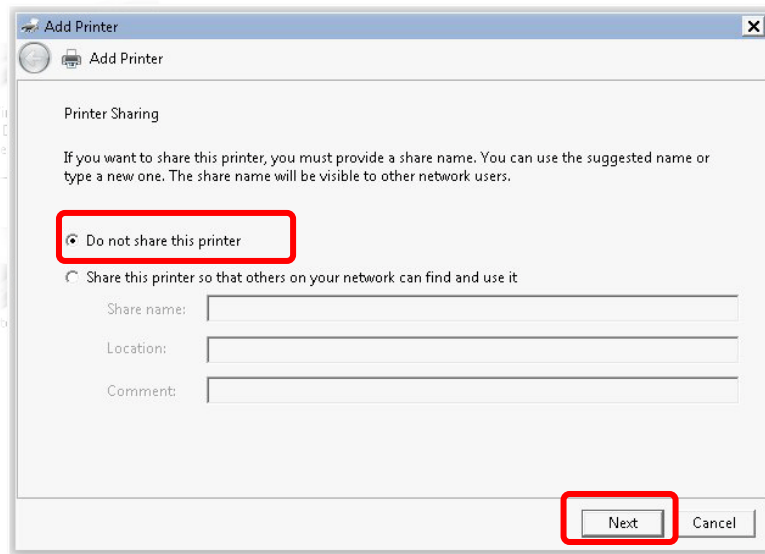 Add Printer
Add Printer
Printer Sharing
If you want to share this printer, you must provide a share name. You can use the suggested name or
type a new one. The share name will be visible to other network users.
Do not share this printer
Share this printer so that others on your network can find and use it
Share name:
Location:
Comment:
Next
Cancel